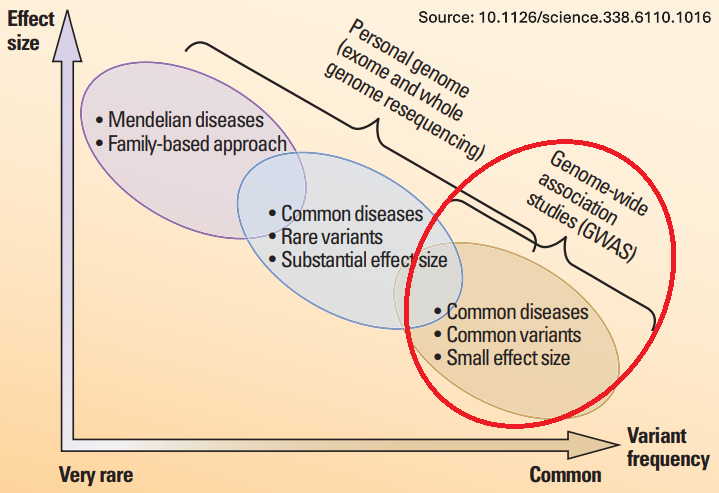 Effect
size
Source: 10.1126/science.338.6110.1016
Personal genome
(exome and whole
genome resequencing)
Genome-wide
association
studies (GWAS)
• Mendelian diseases
• Family-based approach
• Common diseases
• Rare variants
• Substantial effect size
• Common diseases
• Common variants
• Small effect size
Variant
frequency
Very rare
Common